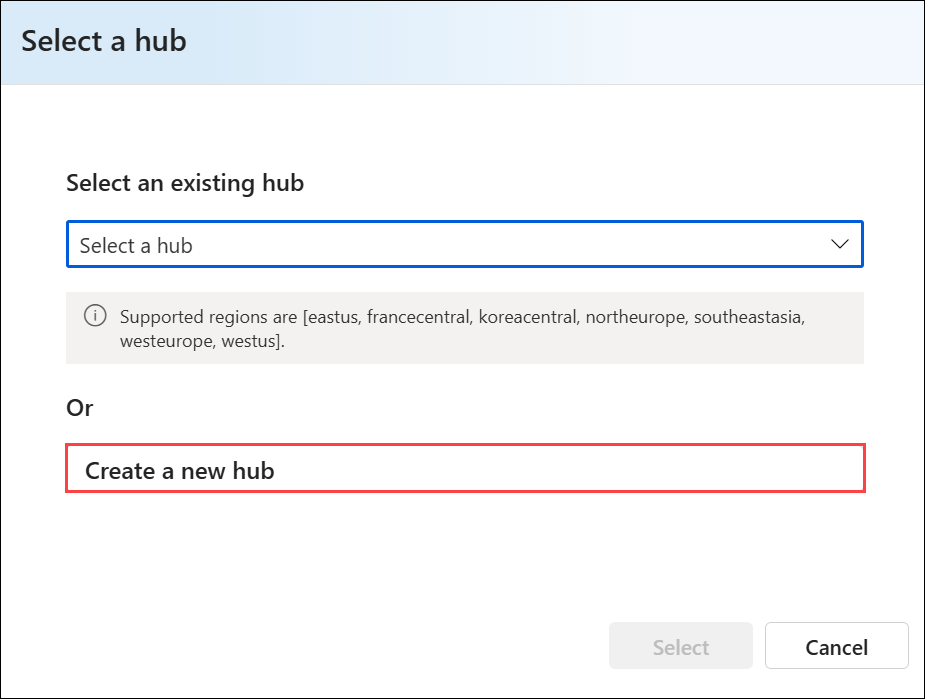 Select a hub
Select an existing hub
Select a hub
Supported regions are [eastus, francecentral, koreacentral, northeurope, southeastasia,
westeurope, westus].
Or
Create a new hub
Select
Cancel